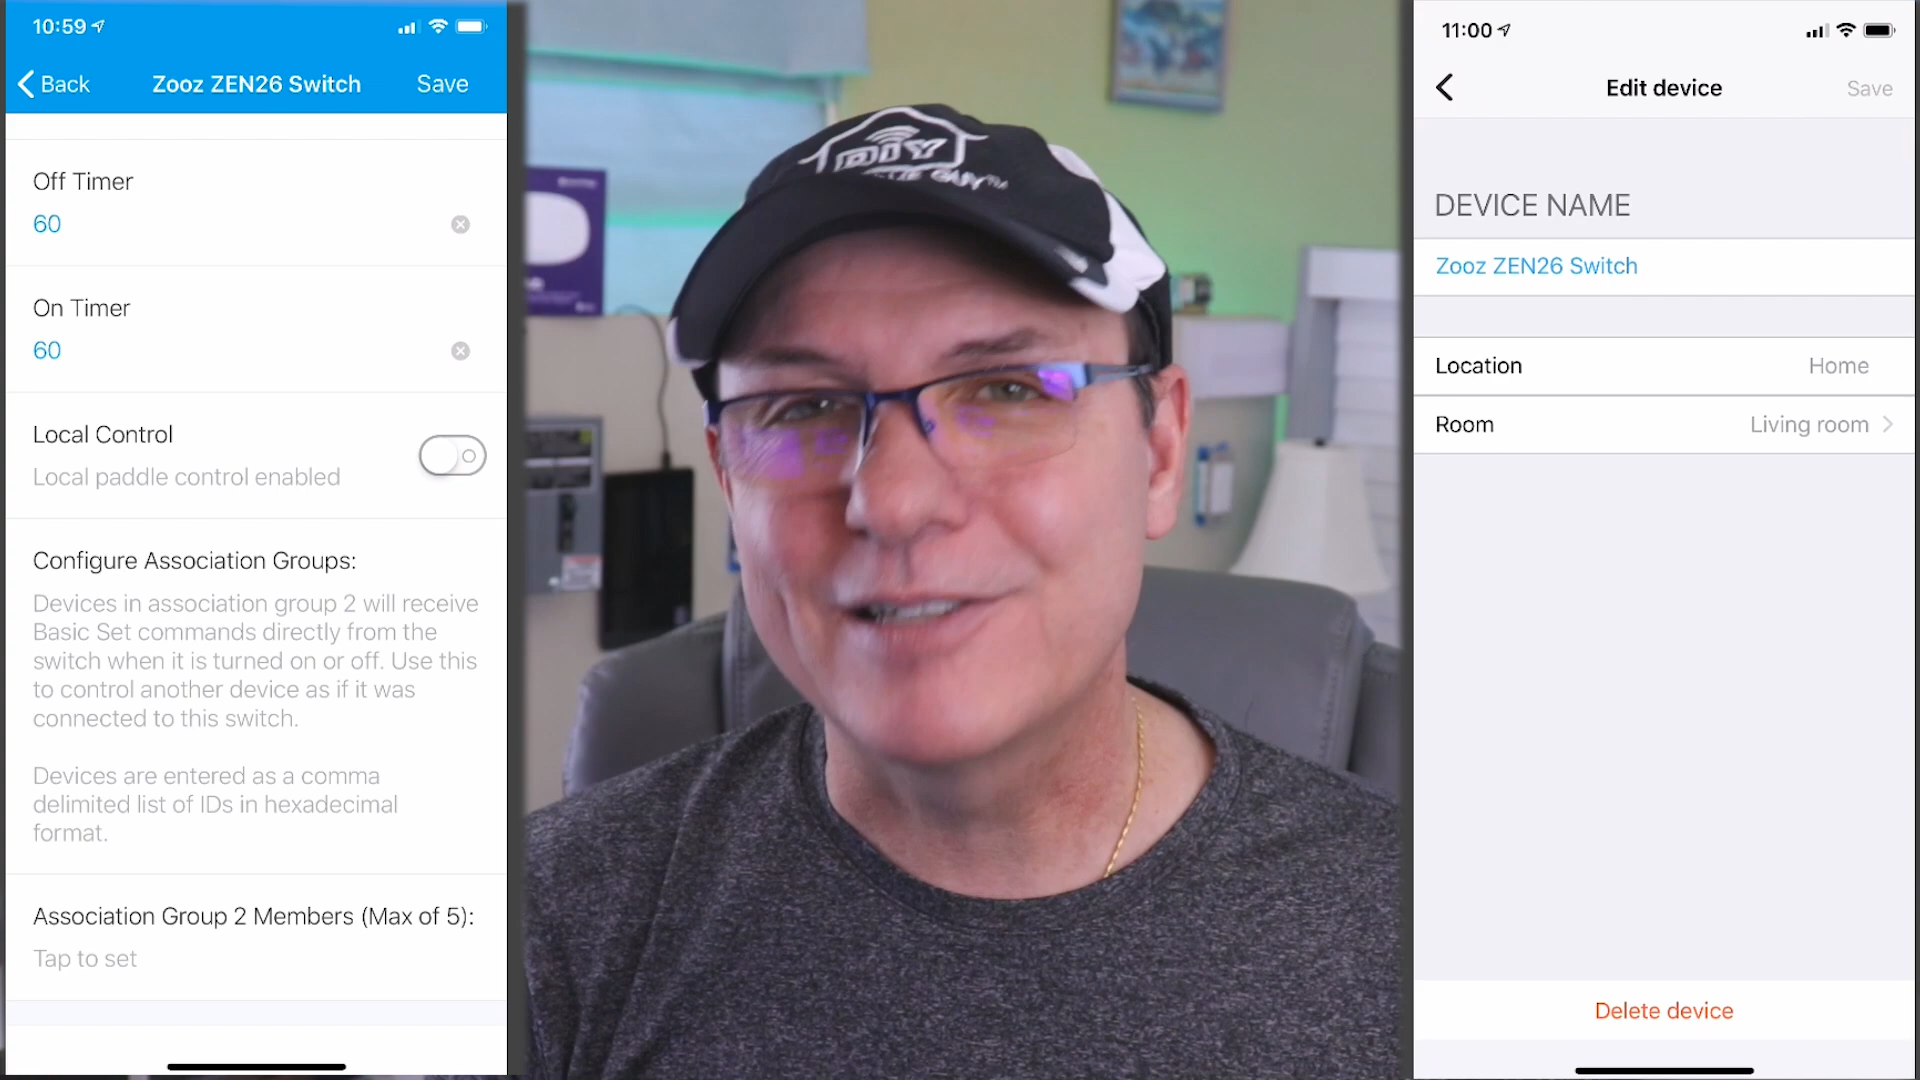 10:59
Back
Zooz ZEN26 Switch
Save
Off Timer
60
On Timer
60
Local Control
Local paddle control enabled
Configure Association Groups:
Devices in association group 2 will receive
Basic Set commands directly from the
switch when it is turned on or off. Use this
to control another device as if it was
connected to this switch.
Devices are entered as a comma
delimited list of IDs in hexadecimal
format.
Association Group 2 Members (Max of 5):
Tap to set
DIY
GUY™
11:00
Edit device
Save
DEVICE NAME
Zooz ZEN26 Switch
Location
Home
Room
Living room
Delete device